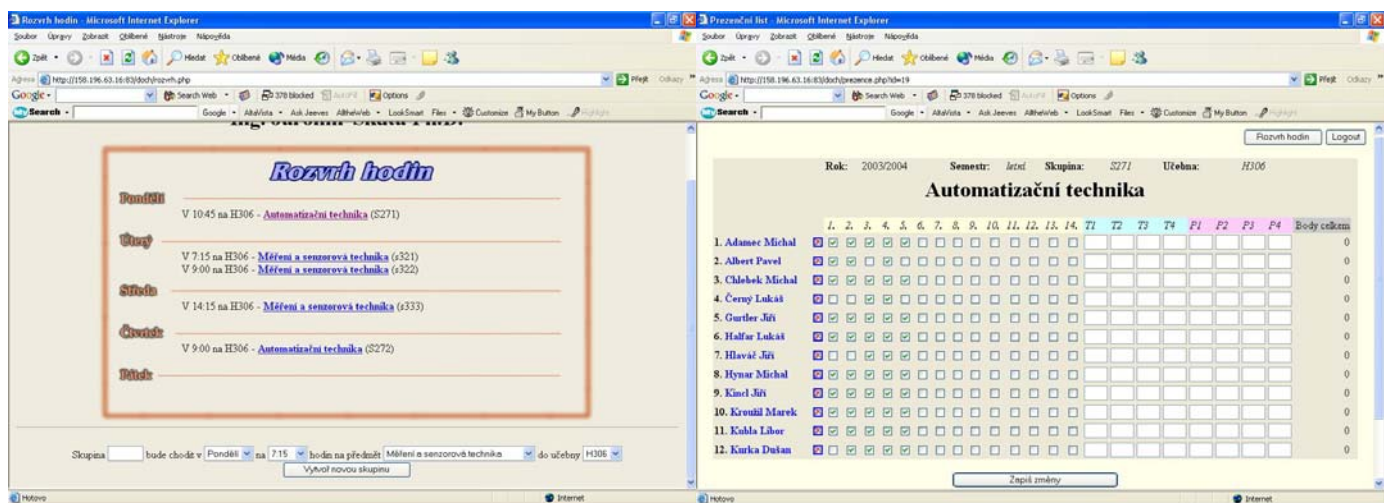 Rozvrh hodin - Microsoft Internet Explorer
Soubor Úpravy Zobrazit Oblíbené Nástroje Nápověda
Zpět Hledat Oblíbené Média
Adresa http://158.196.63.16:83/doch/rozvrh.php Přejít Odkazy
Google Search Web 378 blocked AutoFill Options
Search Google AltaVista Ask Jeeves AlltheWeb LookSmart Files Customize My Button Highlight
Rozvrh hodin
Pondělí
V 10:45 na H306 - Automatizační technika (S271)
Úterý
V 7:15 na H306 - Měření a senzorová technika (s321)
V 9:00 na H306 - Měření a senzorová technika (s322)
Středa
V 14:15 na H306 - Měření a senzorová technika (s333)
Čtvrtek
V 9:00 na H306 - Automatizační technika (S272)
Pátek
Skupina bude chodit v Pondělí na 7:15 hodin na předmět Měření a senzorová technika do učebny H306
Vytvoř novou skupinu
Hotovo Internet
Prezenční list - Microsoft Internet Explorer
Soubor Úpravy Zobrazit Oblíbené Nástroje Nápověda
Zpět Hledat Oblíbené Média
Adresa http://158.196.63.16:83/doch/prezence.php?id=19 Přejít Odkazy
Google Search Web 378 blocked AutoFill Options
Search Google AltaVista Ask Jeeves AlltheWeb LookSmart Files Customize My Button Highlight
Rozvrh hodin Logout
Rok: 2003/2004 Semestr: letní Skupina: S271 Učebna: H306
Automatizační technika
1. 2. 3. 4. 5. 6. 7. 8. 9. 10. 11. 12. 13. 14. T1 T2 T3 T4 P1 P2 P3 P4 Body celkem
1. Adamec Michal 0
2. Albert Pavel 0
3. Chlebek Michal 0
4. Černý Lukáš 0
5. Gurtler Jiří 0
6. Halfar Lukáš 0
7. Hlaváč Jiří 0
8. Hynar Michal 0
9. Kincl Jiří 0
10. Kroužil Marek 0
11. Kubla Libor 0
12. Kurka Dušan 0
Zapiš změny
Hotovo Internet